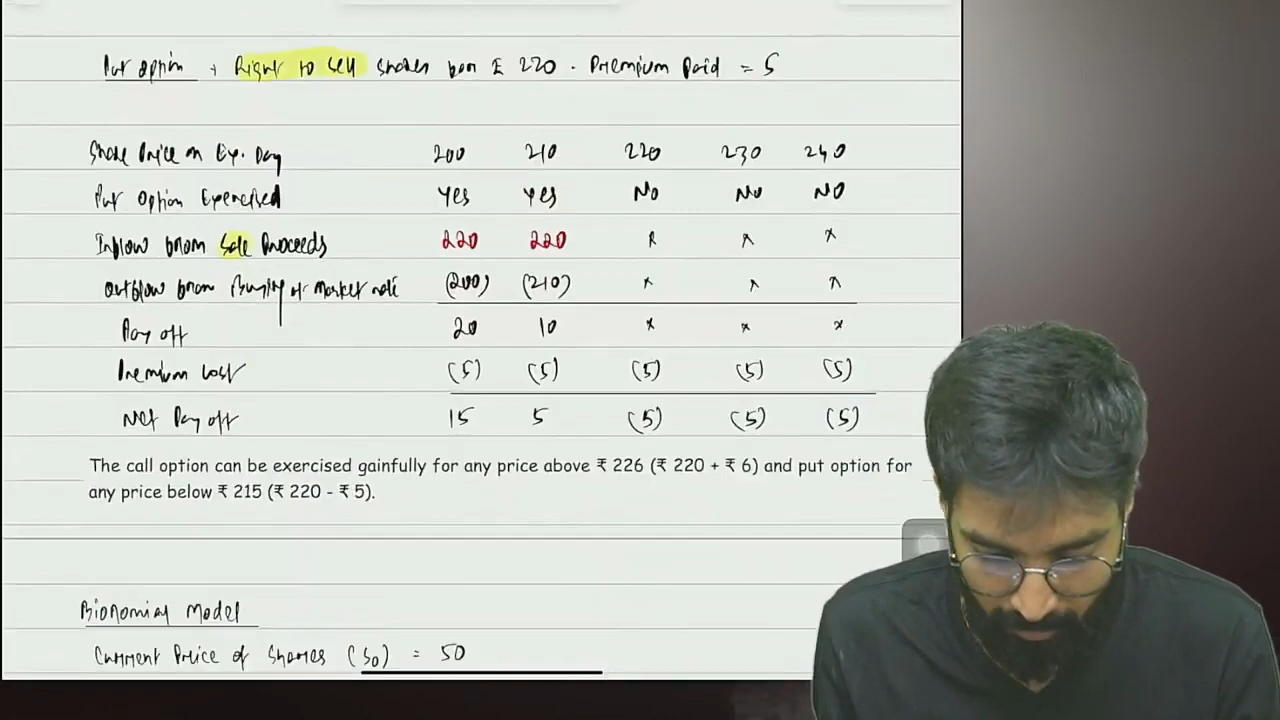 Put option + Right to sell shares for ₹ 220 . Premium Paid = 5
Share Price on Exp. Day 200 210 220 230 240
Put Option Exercised Yes Yes No No NO
Inflow from Sale Proceeds 220 220 x x x
Outflow from Buying at market rate (200) (210) x x x
Pay off 20 10 x x x
Premium Cost (5) (5) (5) (5) (5)
Net Pay off 15 5 (5) (5) (5)
The call option can be exercised gainfully for any price above ₹ 226 (₹ 220 + ₹ 6) and put option for
any price below ₹ 215 (₹ 220 - ₹ 5).
Bionomial Model
Current Price of Shares (S₀) = 50